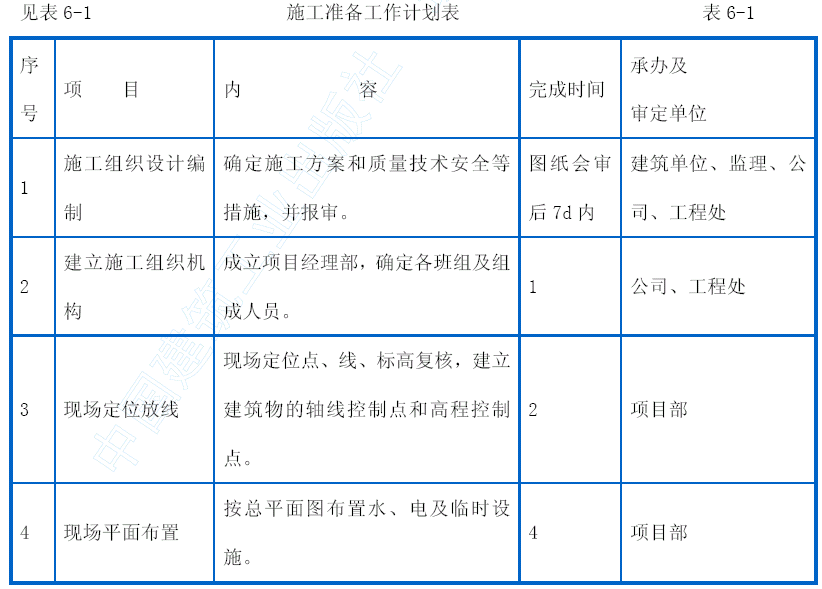 见表 6-1 施工准备工作计划表 表 6-1
序号 项 目 内 容 完成时间 承办及
审定单位
1 施工组织设计编制 确定施工方案和质量技术安全等措施，并报审。 图纸会审后 7d 内 建筑单位、监理、公司、工程处
2 建立施工组织机构 成立项目经理部，确定各班组及组成人员。 1 公司、工程处
3 现场定位放线 现场定位点、线、标高复核，建立建筑物的轴线控制点和高程控制点。 2 项目部
4 现场平面布置 按总平面图布置水、电及临时设施。 4 项目部
中国建筑工业出版社